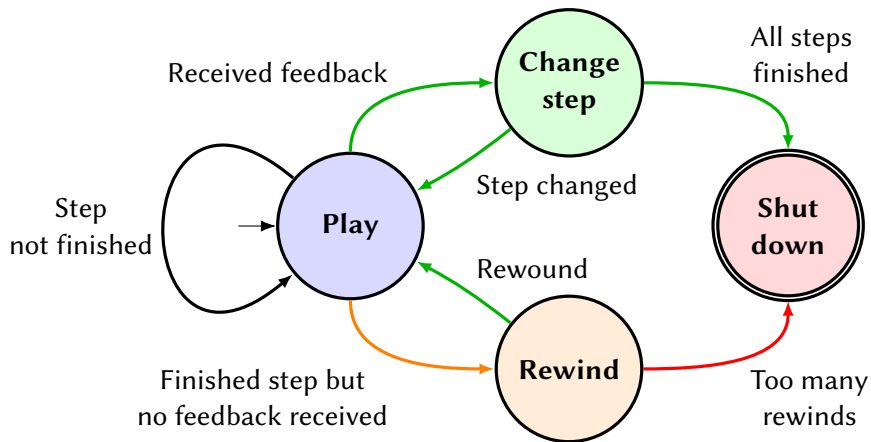 All steps
finished
Change
step
Received feedback
Step changed
Step
not finished
Play
Shut
down
Rewound
Rewind
Finished step but
no feedback received
Too many
rewinds